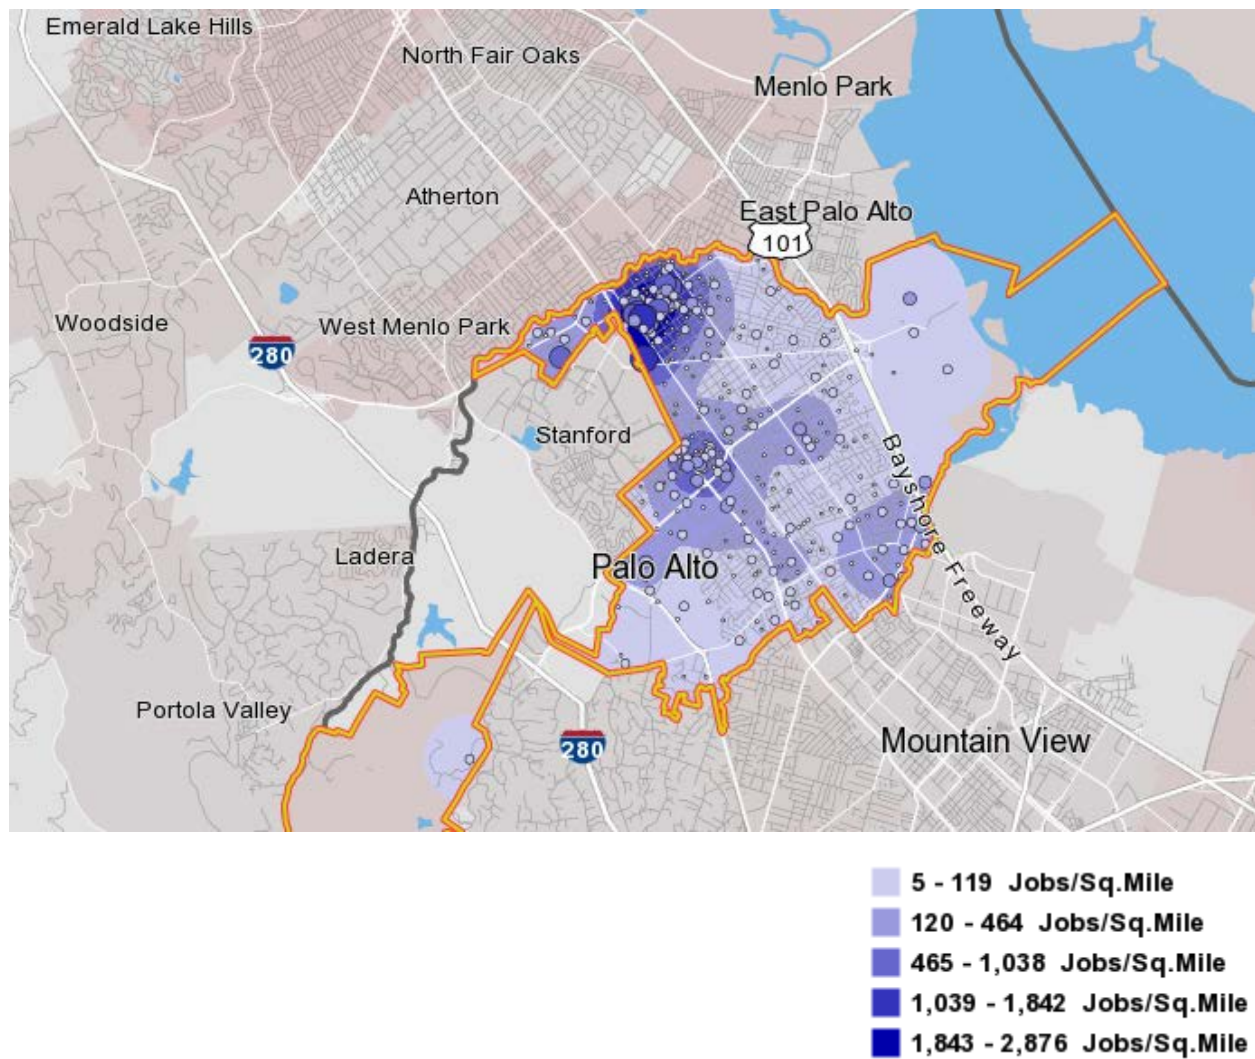 Emerald Lake Hills
North Fair Oaks
Menlo Park
Atherton
East Palo Alto
101
Woodside
West Menlo Park
280
Stanford
Bayshore Freeway
Ladera
Palo Alto
Portola Valley
280
Mountain View
5 - 119 Jobs/Sq.Mile
120 - 464 Jobs/Sq.Mile
465 - 1,038 Jobs/Sq.Mile
1,039 - 1,842 Jobs/Sq.Mile
1,843 - 2,876 Jobs/Sq.Mile